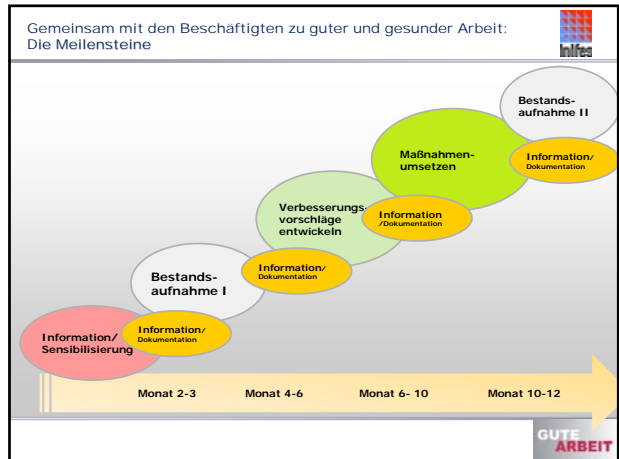 Gemeinsam mit den Beschäftigten zu guter und gesunder Arbeit:
Die Meilensteine
Inifes
Bestands-
aufnahme II
Information/
Dokumentation
Maßnahmen-
umsetzen
Information
/Dokumentation
Verbesserungs-
vorschläge
entwickeln
Information/
Dokumentation
Bestands-
aufnahme I
Information/
Dokumentation
Information/
Sensibilisierung
Monat 2-3
Monat 4-6
Monat 6- 10
Monat 10-12
GUTE
ARBEIT